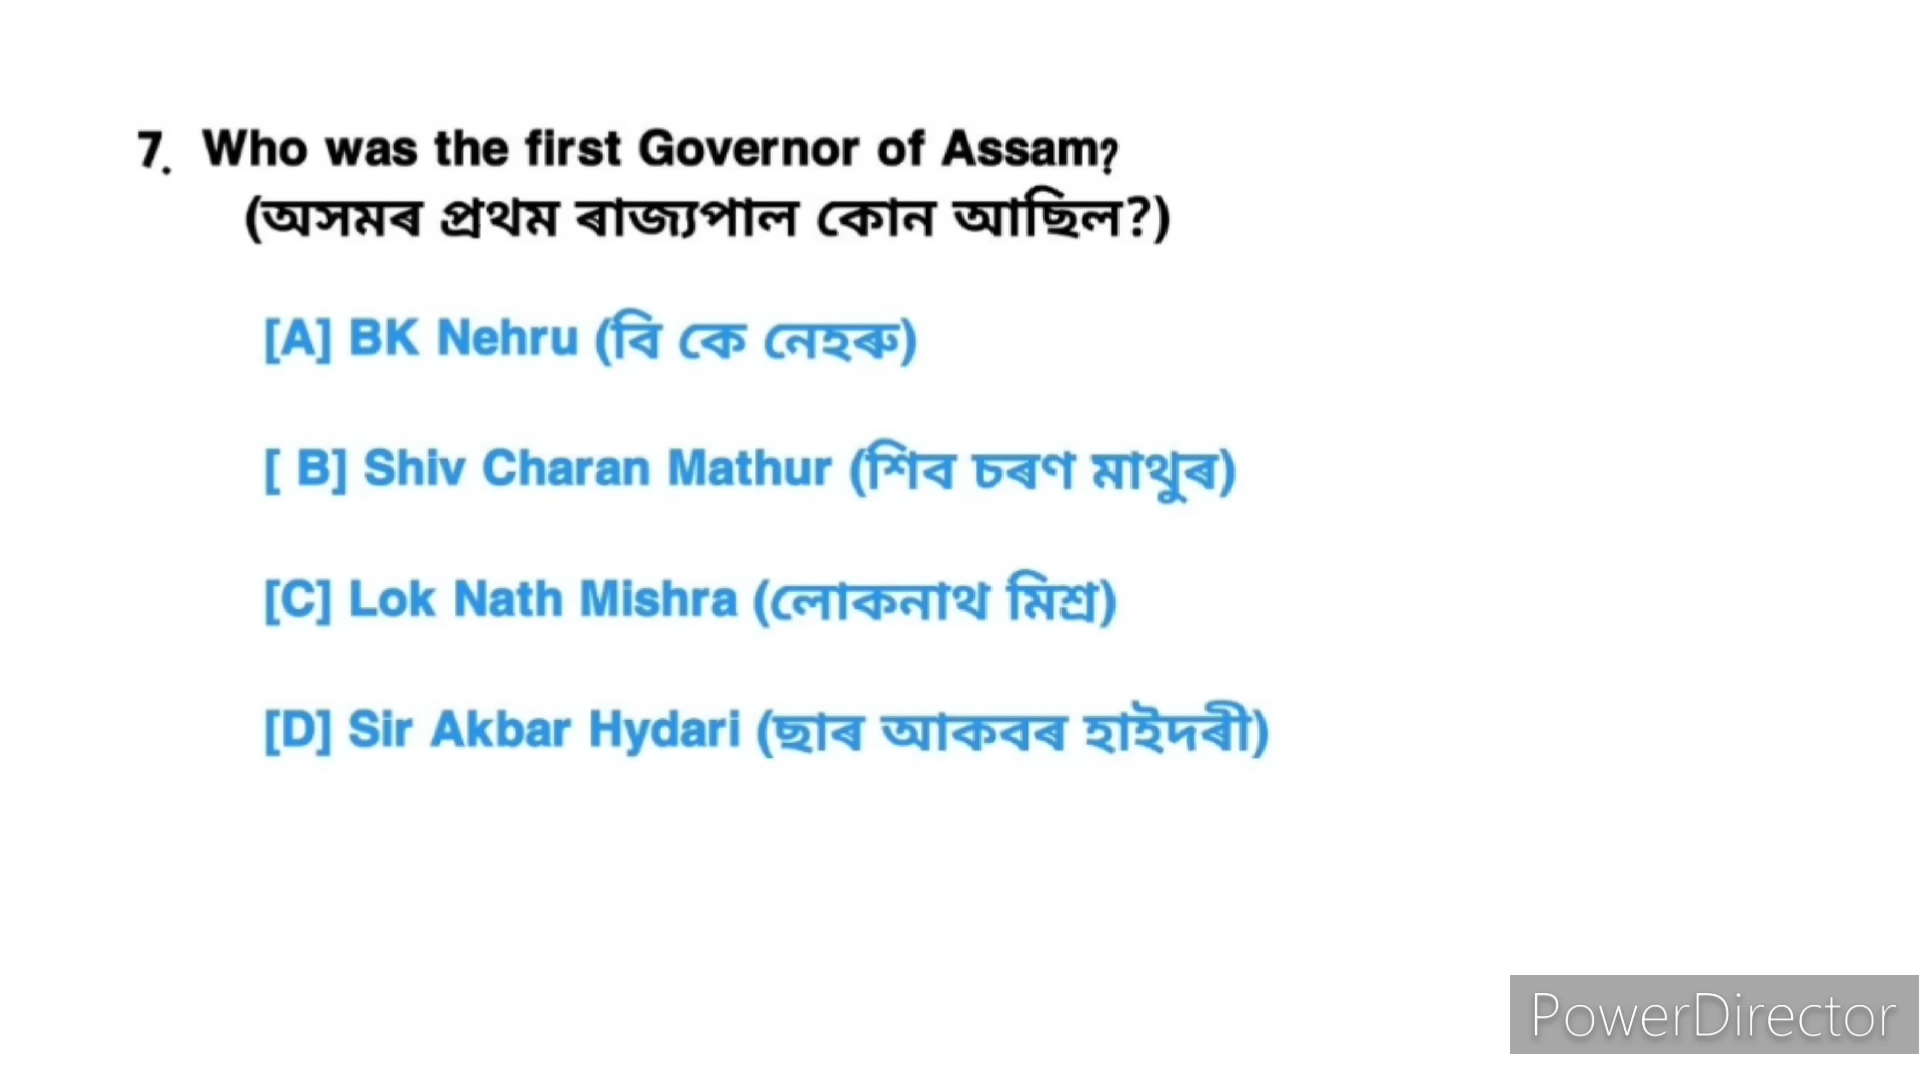 7. Who was the first Governor of Assam?
(অসমৰ প্ৰথম ৰাজ্যপাল কোন আছিল?)
[A] BK Nehru (বি কে নেহৰু)
[ B] Shiv Charan Mathur (শিব চৰণ মাথুৰ)
[C] Lok Nath Mishra (লোকনাথ মিশ্ৰ)
[D] Sir Akbar Hydari (ছাৰ আকবৰ হাইদৰী)
PowerDirector